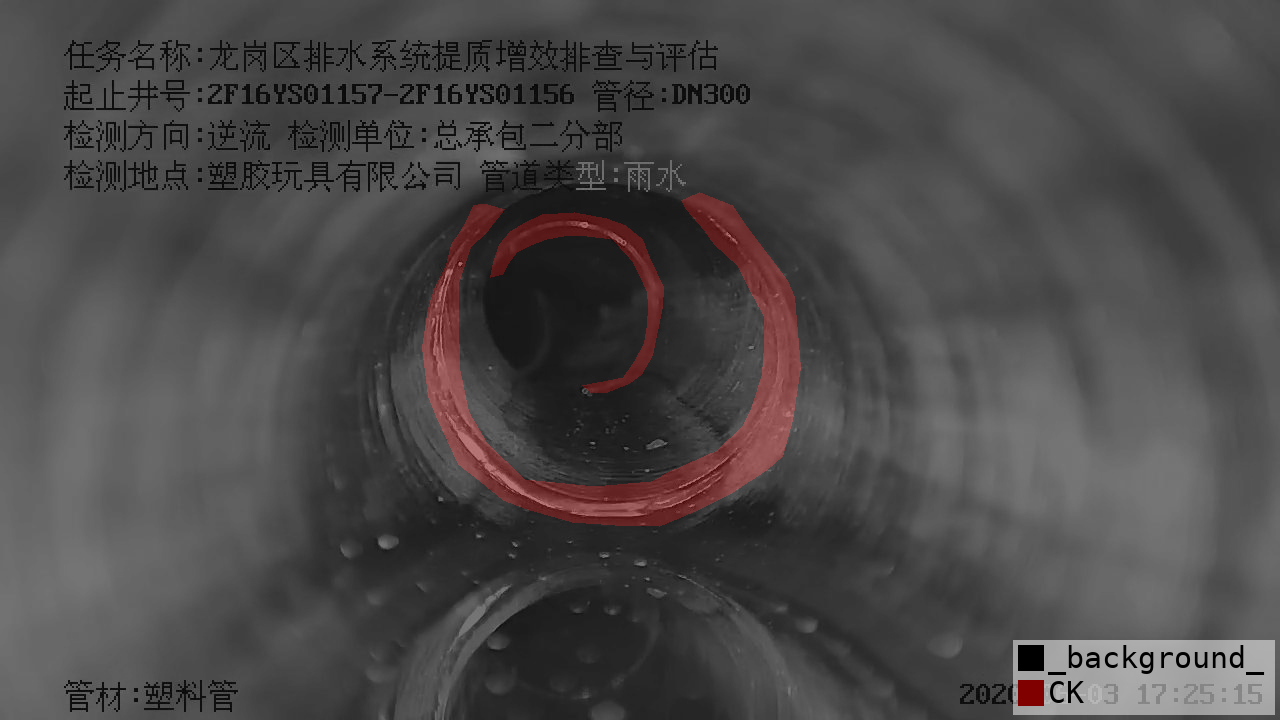 任务名称:龙岗区排水系统提质增效排查与评估
起止井号:2F16YS01157-2F16YS01156 管径:DN300
检测方向:逆流 检测单位:总承包二分部
检测地点:塑胶玩具有限公司 管道类型:雨水
_background_
CK
管材:塑料管
2020 03 17:25:15